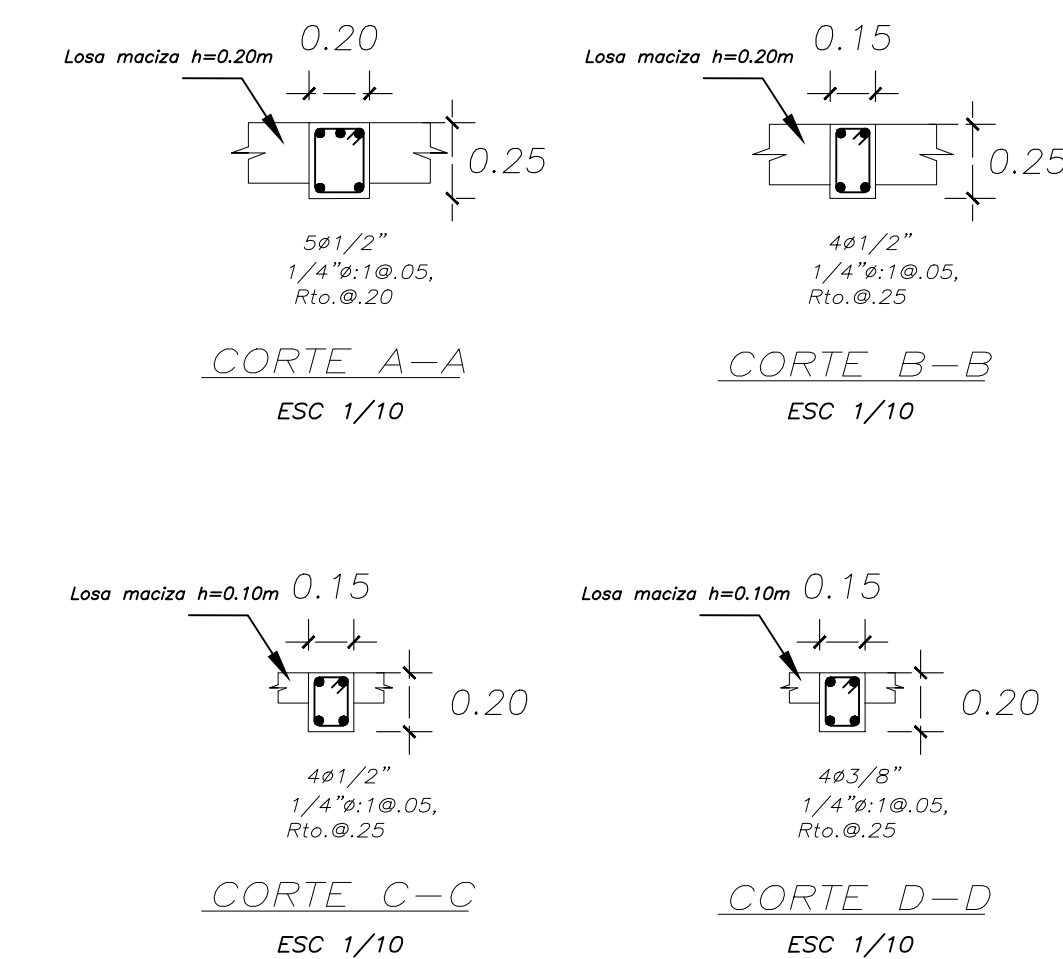 0.20
Losa maciza h=0.20m
0.25
5ø1/2"
1/4"ø:1@.05,
Rto.@.20
CORTE A-A
ESC 1/10
0.15
Losa maciza h=0.20m
0.25
4ø1/2"
1/4"ø:1@.05,
Rto.@.25
CORTE B-B
ESC 1/10
Losa maciza h=0.10m
0.15
0.20
4ø1/2"
1/4"ø:1@.05,
Rto.@.25
CORTE C-C
ESC 1/10
Losa maciza h=0.10m
0.15
0.20
4ø3/8"
1/4"ø:1@.05,
Rto.@.25
CORTE D-D
ESC 1/10